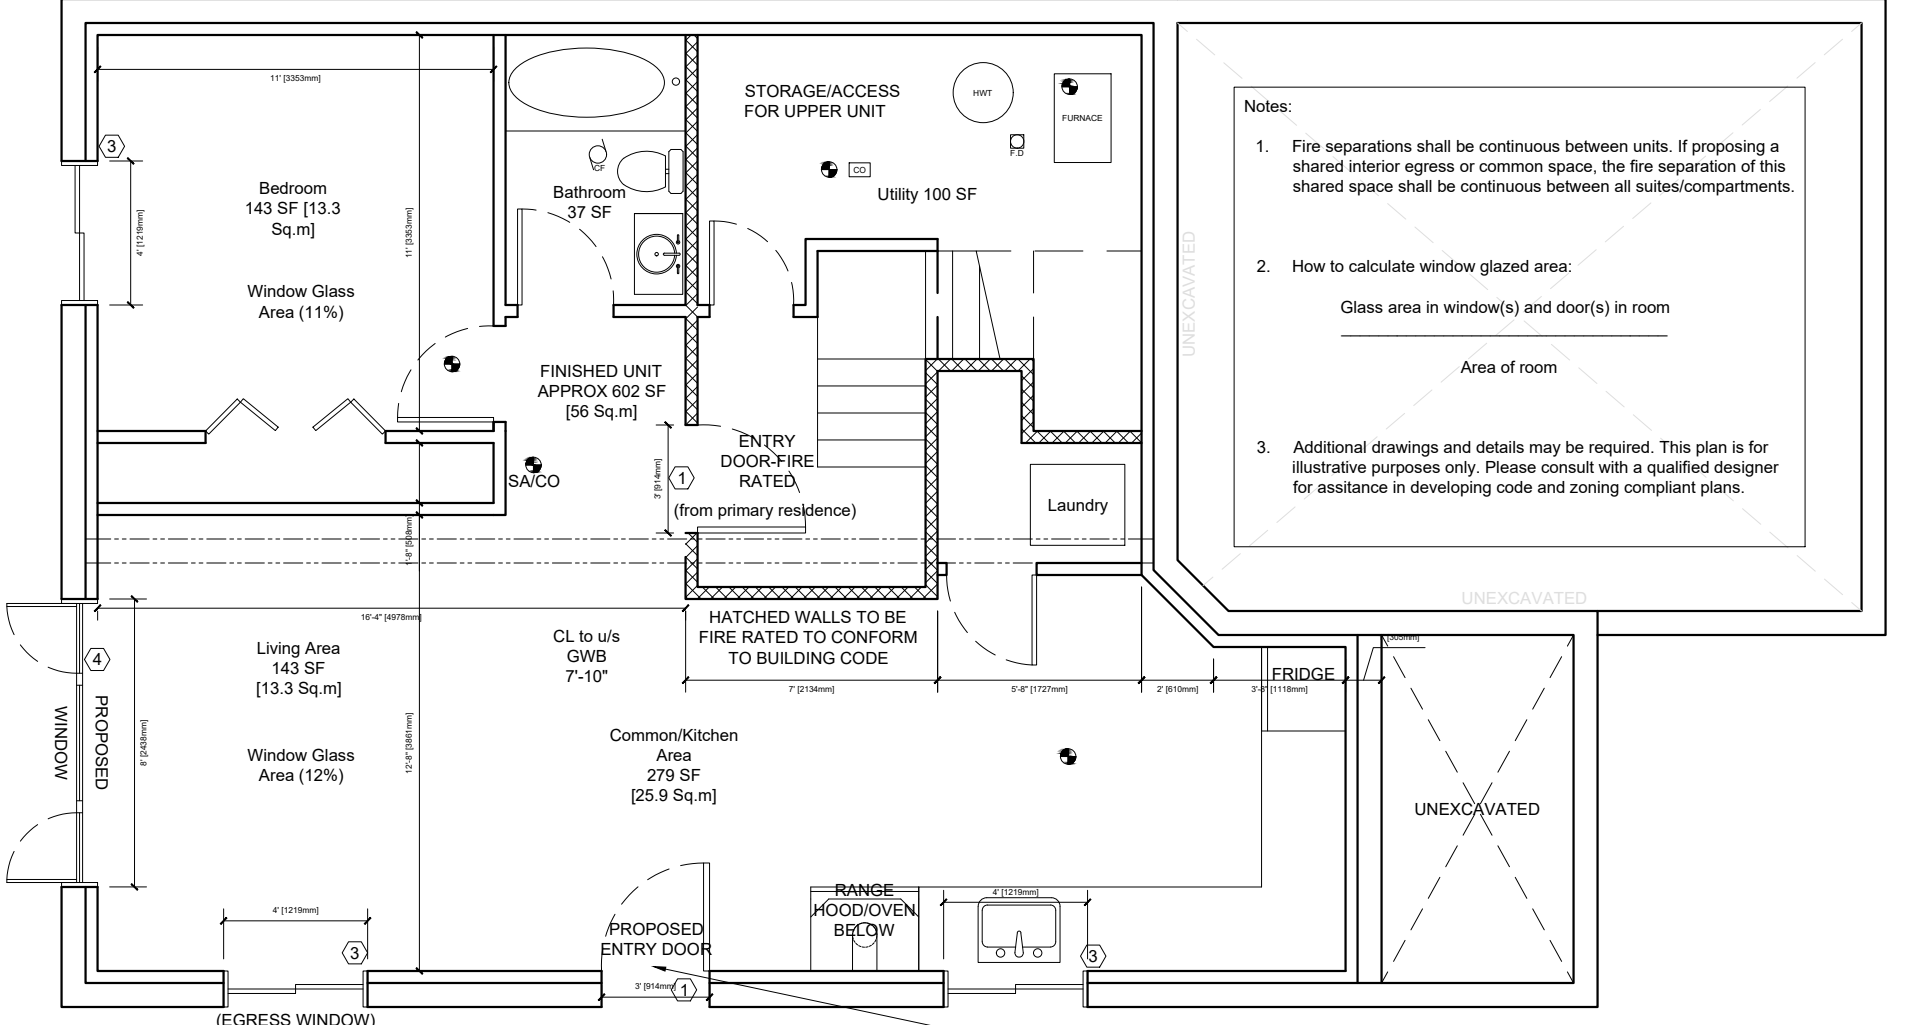 11' [3353mm]
3
4' [1219mm]
Bedroom
143 SF [13.3
Sq.m]
Window Glass
Area (11%)
11' [3353mm]
CF
Bathroom
37 SF
STORAGE/ACCESS
FOR UPPER UNIT
HWT
FURNACE
F.D
CO
Utility 100 SF
FINISHED UNIT
APPROX 602 SF
[56 Sq.m]
SA/CO
3' [914mm]
1
ENTRY
DOOR-FIRE
RATED
(from primary residence)
Laundry
1'-8" [508mm]
16'-4" [4978mm]
4
PROPOSED
WINDOW
8' [2438mm]
Living Area
143 SF
[13.3 Sq.m]
Window Glass
Area (12%)
12'-8" [3861mm]
CL to u/s
GWB
7'-10"
HATCHED WALLS TO BE
FIRE RATED TO CONFORM
TO BUILDING CODE
7' [2134mm]
5'-8" [1727mm]
2' [610mm]
3'-8" [1118mm]
FRIDGE
[305mm]
Common/Kitchen
Area
279 SF
[25.9 Sq.m]
4' [1219mm]
3
(EGRESS WINDOW)
PROPOSED
ENTRY DOOR
3' [914mm]
1
RANGE
HOOD/OVEN
BELOW
4' [1219mm]
3
UNEXCAVATED
UNEXCAVATED
UNEXCAVATED
Notes:
1. Fire separations shall be continuous between units. If proposing a
shared interior egress or common space, the fire separation of this
shared space shall be continuous between all suites/compartments.
2. How to calculate window glazed area:
Glass area in window(s) and door(s) in room
Area of room
3. Additional drawings and details may be required. This plan is for
illustrative purposes only. Please consult with a qualified designer
for assitance in developing code and zoning compliant plans.